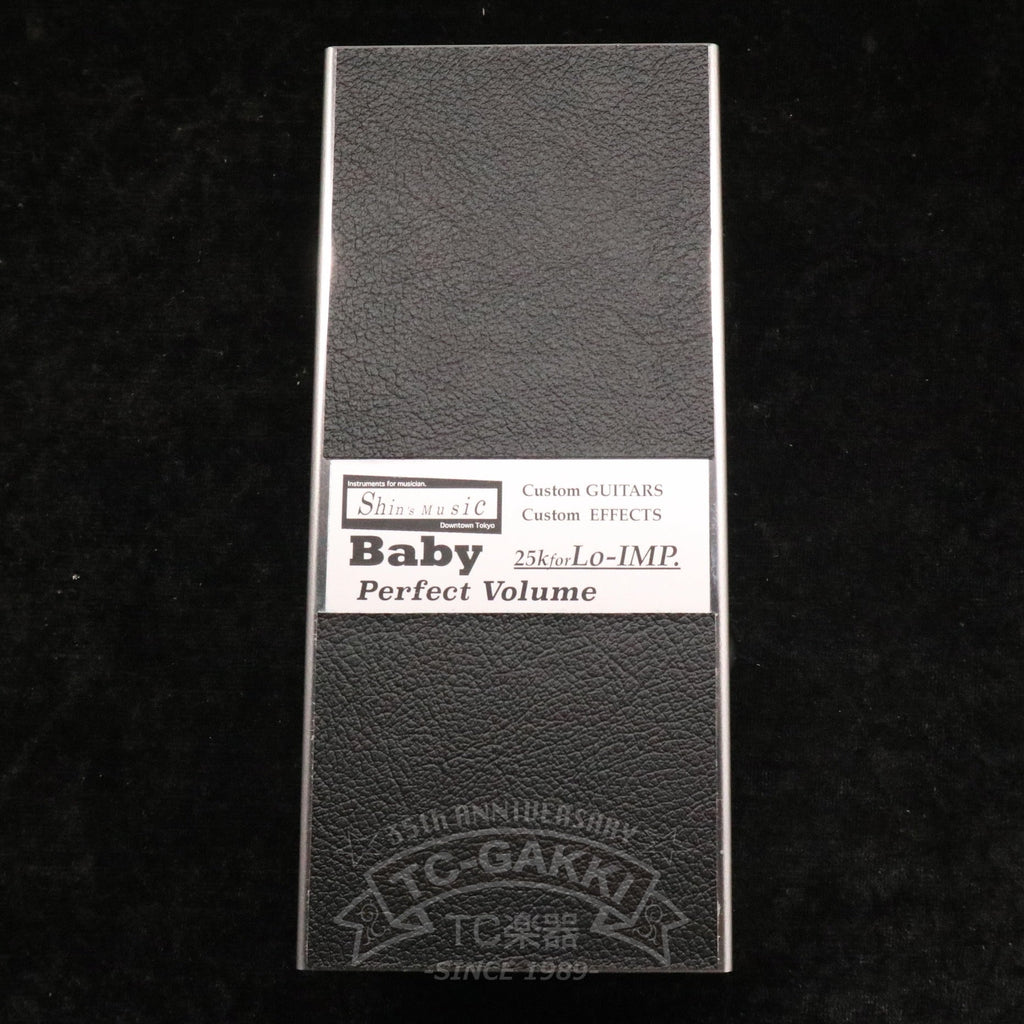 Instruments for musician.
Shin's Music
Downtown Tokyo
Custom GUITARS
Custom EFFECTS
Baby 25kforLo-IMP.
Perfect Volume
35th ANNIVERSARY
TC-GAKKI
TC楽器
-SINCE 1989-